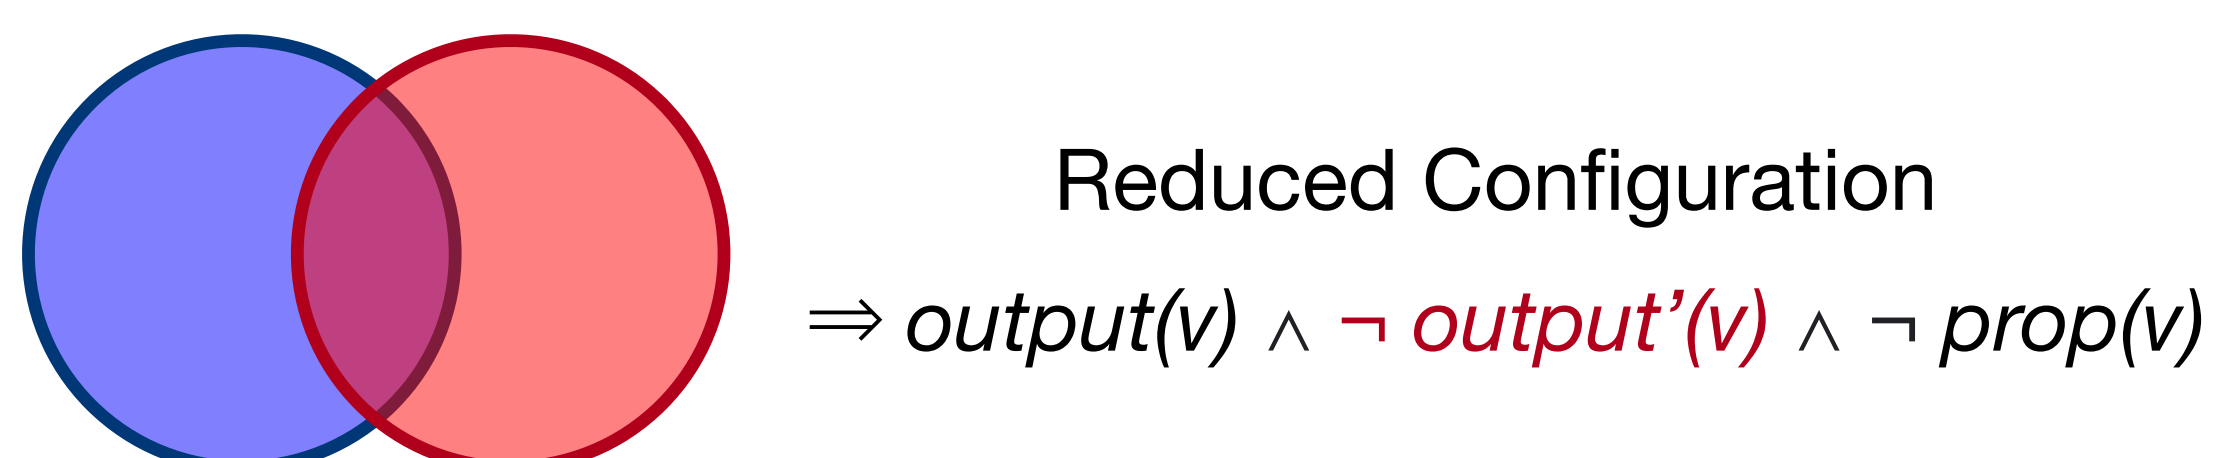 Reduced Configuration
⇒ output(v) ∧ ¬ output’(v) ∧ ¬ prop(v)